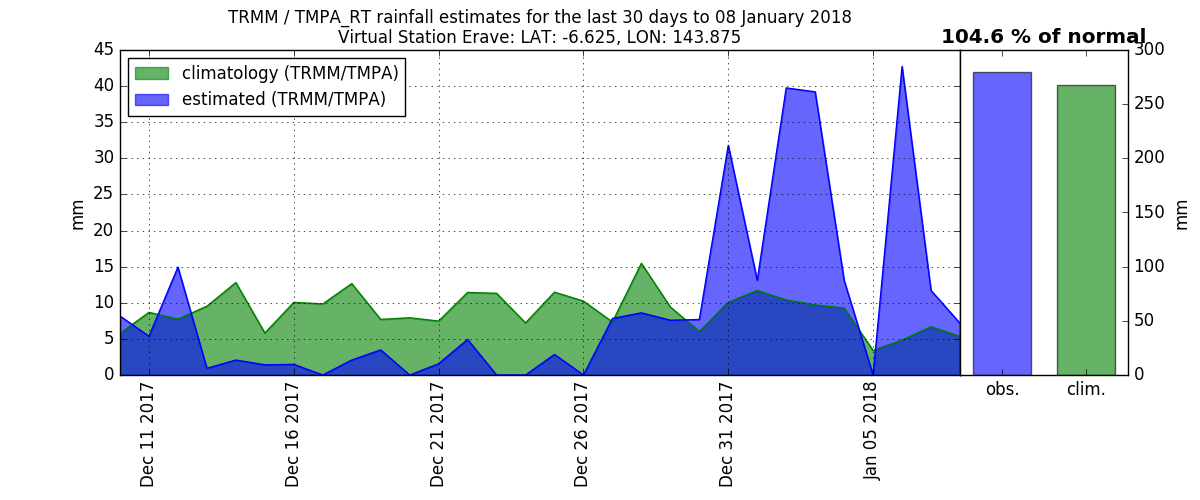 TRMM / TMPA_RT rainfall estimates for the last 30 days to 08 January 2018
Virtual Station Erave: LAT: -6.625, LON: 143.875
104.6 % of normal
climatology (TRMM/TMPA)
estimated (TRMM/TMPA)
mm
45
40
35
30
25
20
15
10
5
0
Dec 11 2017
Dec 16 2017
Dec 21 2017
Dec 26 2017
Dec 31 2017
Jan 05 2018
obs.
clim.
300
250
200
150
100
50
0
mm